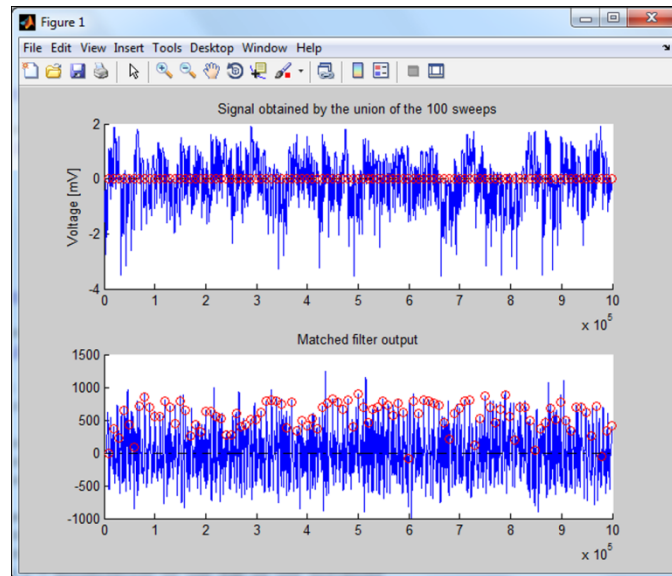 Figure 1
File Edit View Insert Tools Desktop Window Help
Signal obtained by the union of the 100 sweeps
2
0
-2
-4
Voltage [mV]
0 1 2 3 4 5 6 7 8 9 10
x 10^5
Matched filter output
1500
1000
500
0
-500
-1000
0 1 2 3 4 5 6 7 8 9 10
x 10^5